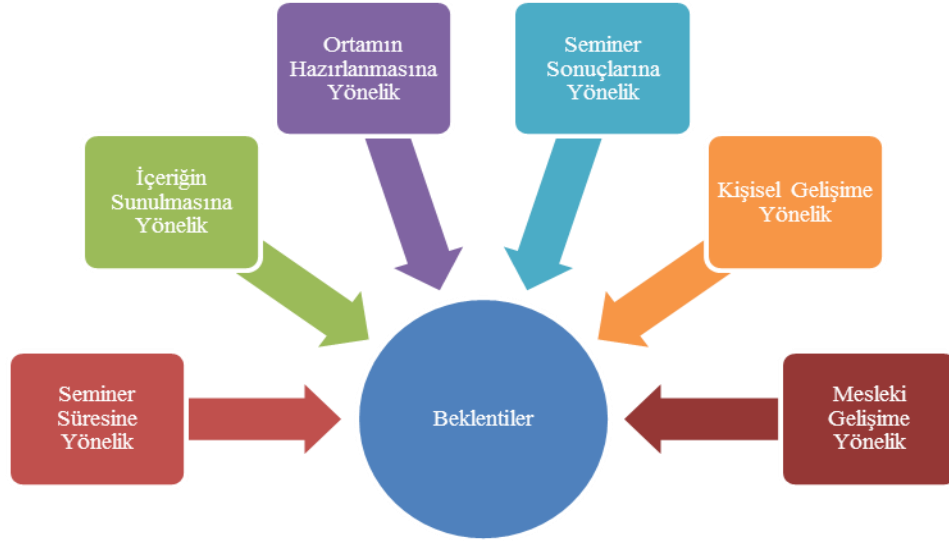 Ortamın
Hazırlanmasına
Yönelik
Seminer
Sonuçlarına
Yönelik
İçeriğin
Sunulmasına
Yönelik
Kişisel Gelişime
Yönelik
Seminer
Süresine
Yönelik
Beklentiler
Mesleki
Gelişime
Yönelik